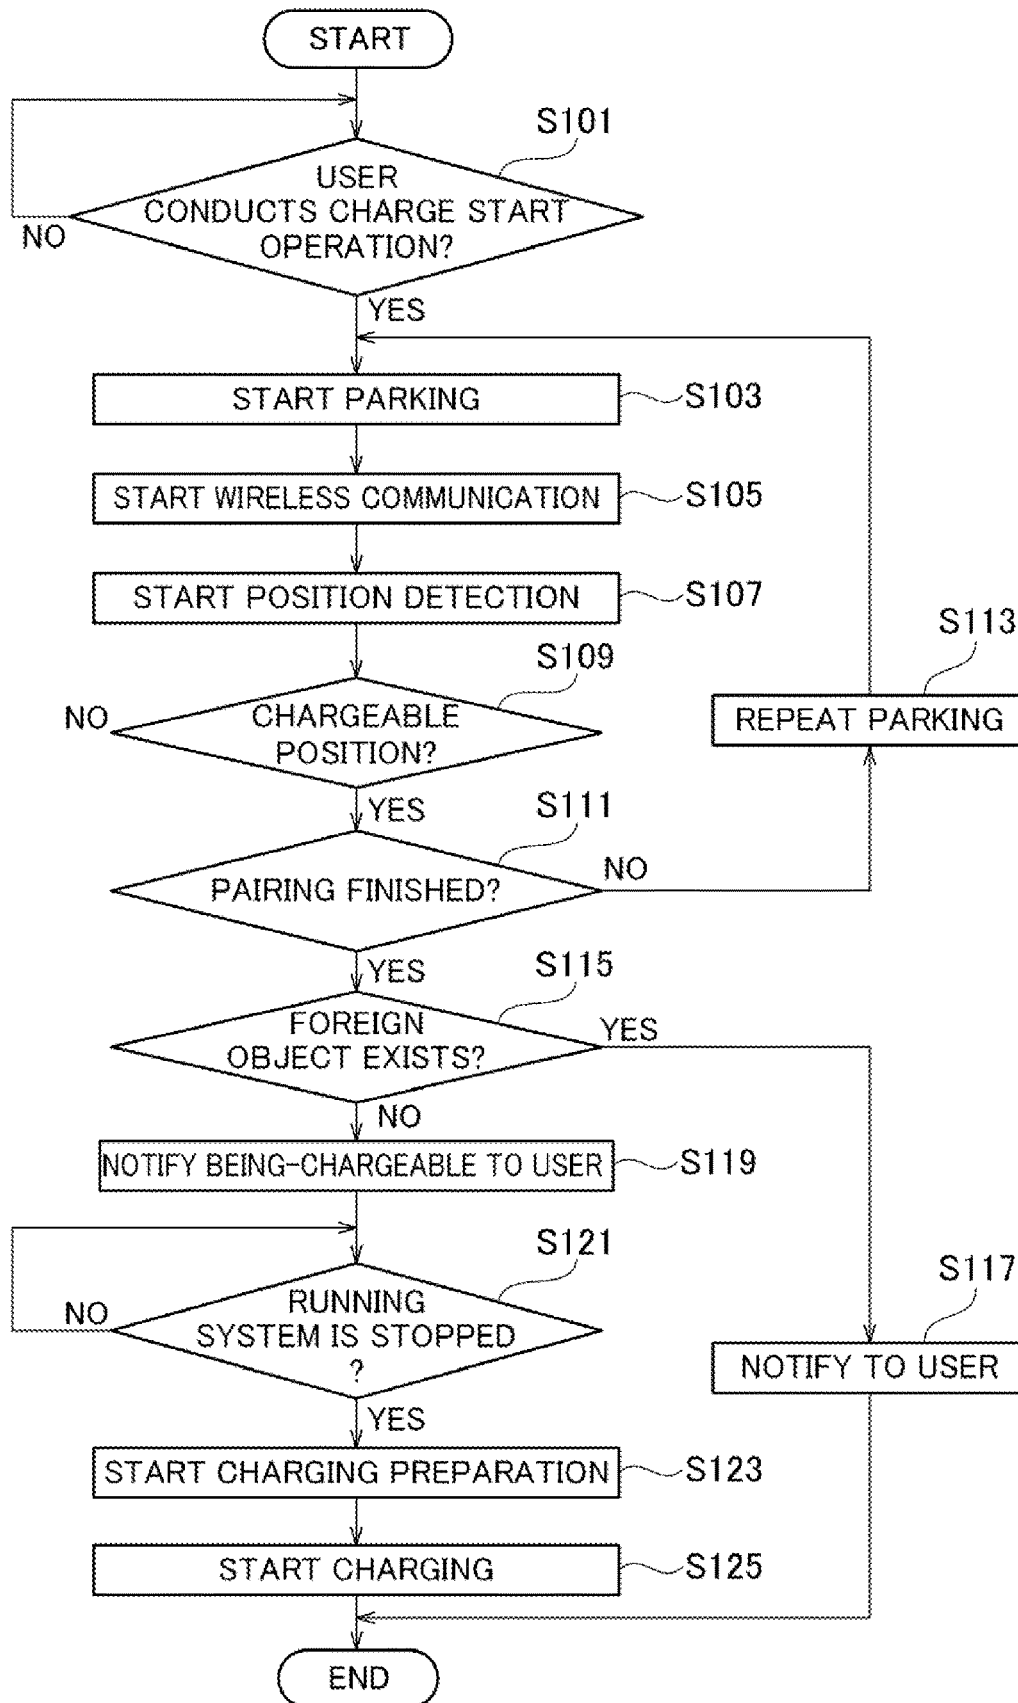 START
S101
USER
CONDUCTS CHARGE START
OPERATION?
NO
YES
START PARKING
S103
START WIRELESS COMMUNICATION
S105
START POSITION DETECTION
S107
S109
NO
CHARGEABLE
POSITION?
YES
S113
REPEAT PARKING
S111
PAIRING FINISHED?
NO
YES
S115
FOREIGN
OBJECT EXISTS?
YES
NO
NOTIFY BEING-CHARGEABLE TO USER
S119
S121
RUNNING
SYSTEM IS STOPPED
?
NO
YES
S117
NOTIFY TO USER
START CHARGING PREPARATION
S123
START CHARGING
S125
END